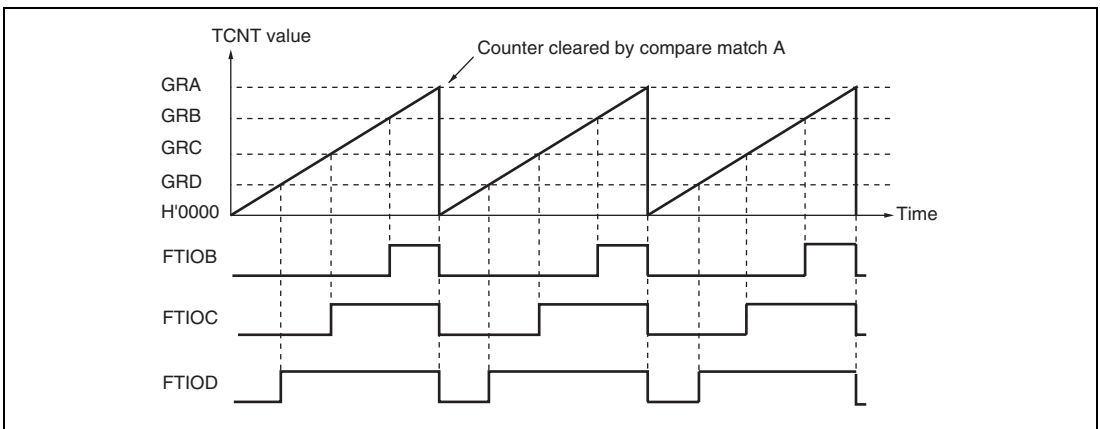 TCNT value
Counter cleared by compare match A
GRA
GRB
GRC
GRD
H'0000
Time
FTIOB
FTIOC
FTIOD